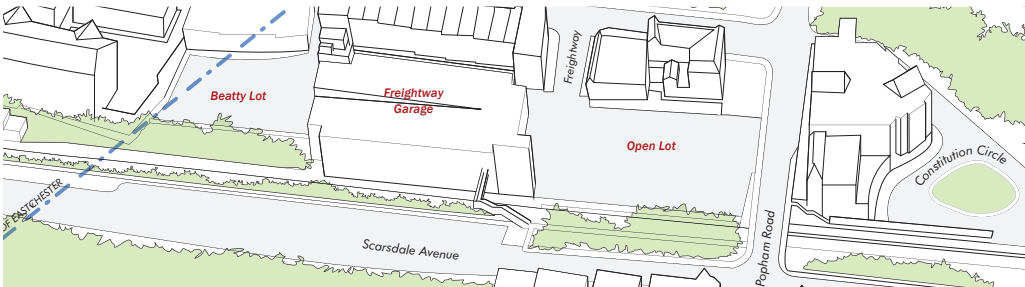 Freightway
Beatty Lot
Freightway
Garage
Open Lot
Constitution Circle
OF EASTCHESTER
Scarsdale Avenue
Popham Road